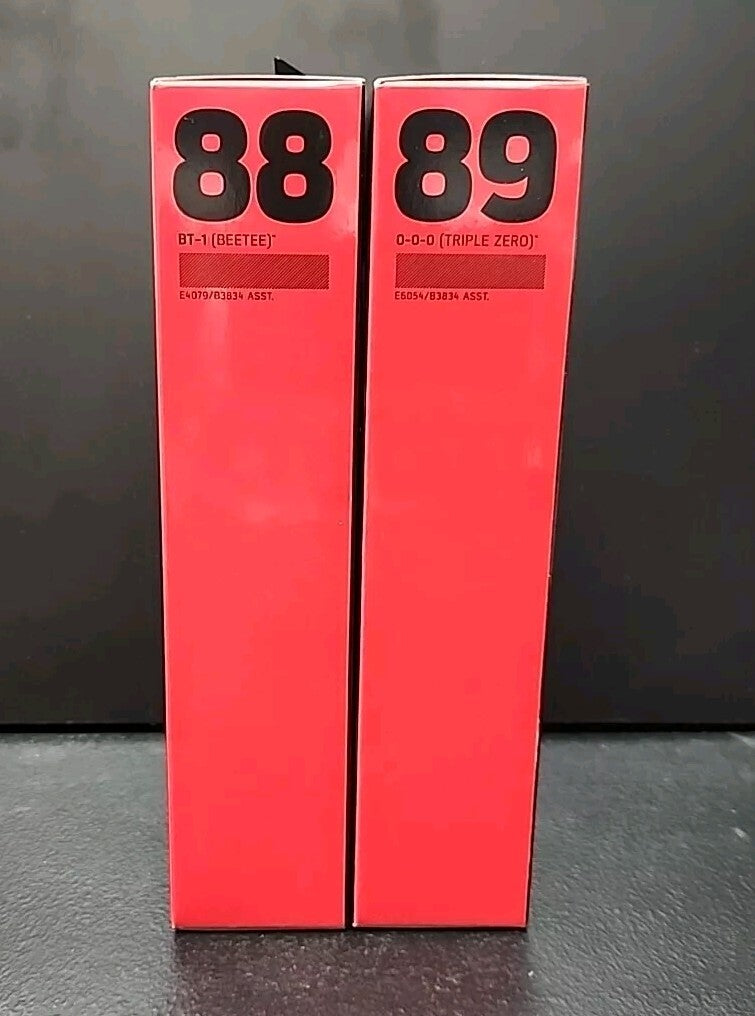 88
BT-1 (BEETEE)™
E4079/B3834 ASST.
89
0-0-0 (TRIPLE ZERO)™
E6054/B3834 ASST.